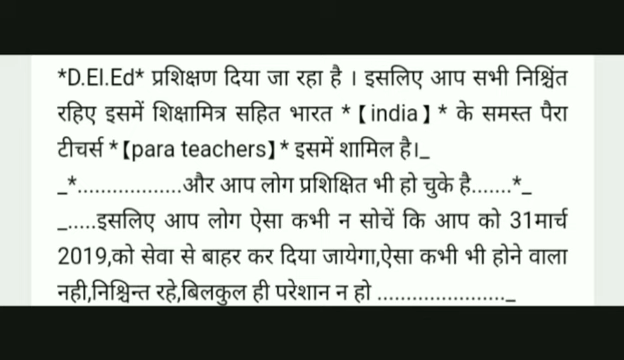 *D.El.Ed* प्रशिक्षण दिया जा रहा है । इसलिए आप सभी निश्चिंत
रहिए इसमें शिक्षामित्र सहित भारत *【india】* के समस्त पैरा
टीचर्स *【para teachers】* इसमें शामिल है।_
_*..................और आप लोग प्रशिक्षित भी हो चुके है.......*_
_.....इसलिए आप लोग ऐसा कभी न सोचें कि आप को 31मार्च
2019,को सेवा से बाहर कर दिया जायेगा,ऐसा कभी भी होने वाला
नही,निश्चिन्त रहे,बिलकुल ही परेशान न हो ......................_